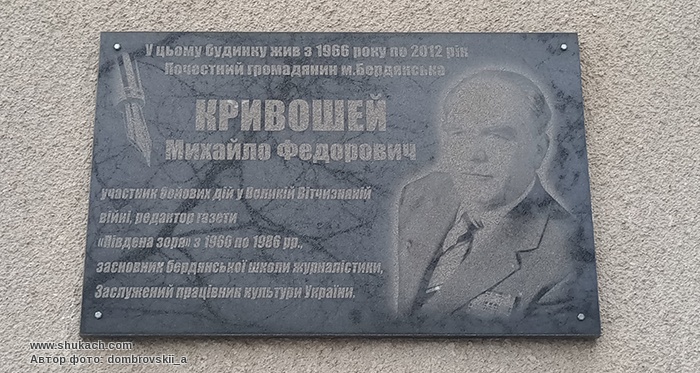 У цьому будинку жив з 1966 року по 2012 рік
Почестний громадянин м.Бердянська
КРИВОШЕЙ
Михайло Федорович
участник бойових дій у Великій Вітчизнаній
війні, редактор газети
«Південа зоря» з 1966 по 1986 рр.,
засновник бердянської школи журналістики,
Заслужений працівник культури України.
www.shukach.com
Автор фото: dombrovskii_a